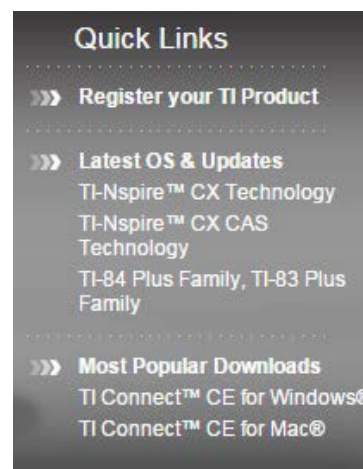 Quick Links
Register your TI Product
Latest OS & Updates
TI-Nspire™ CX Technology
TI-Nspire™ CX CAS
Technology
TI-84 Plus Family, TI-83 Plus
Family
Most Popular Downloads
TI Connect™ CE for Windows®
TI Connect™ CE for Mac®